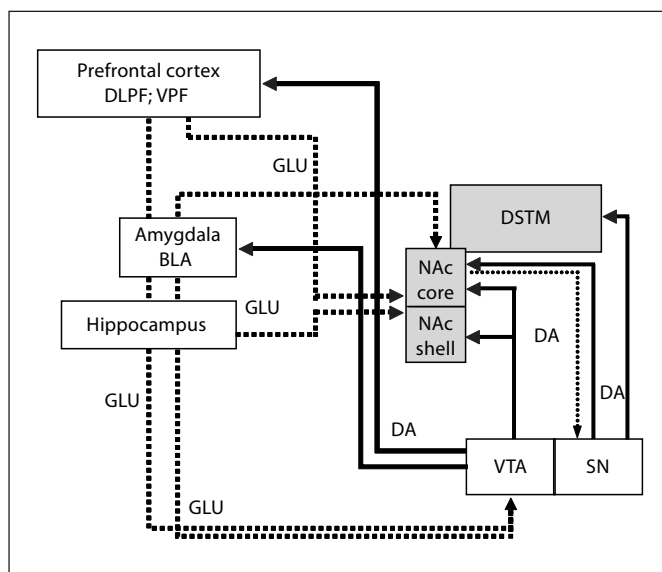 Prefrontal cortex
DLPF; VPF
GLU
DSTM
Amygdala
BLA
NAc
core
GLU
Hippocampus
NAc
shell
DA
GLU
DA
DA
VTA
SN
GLU